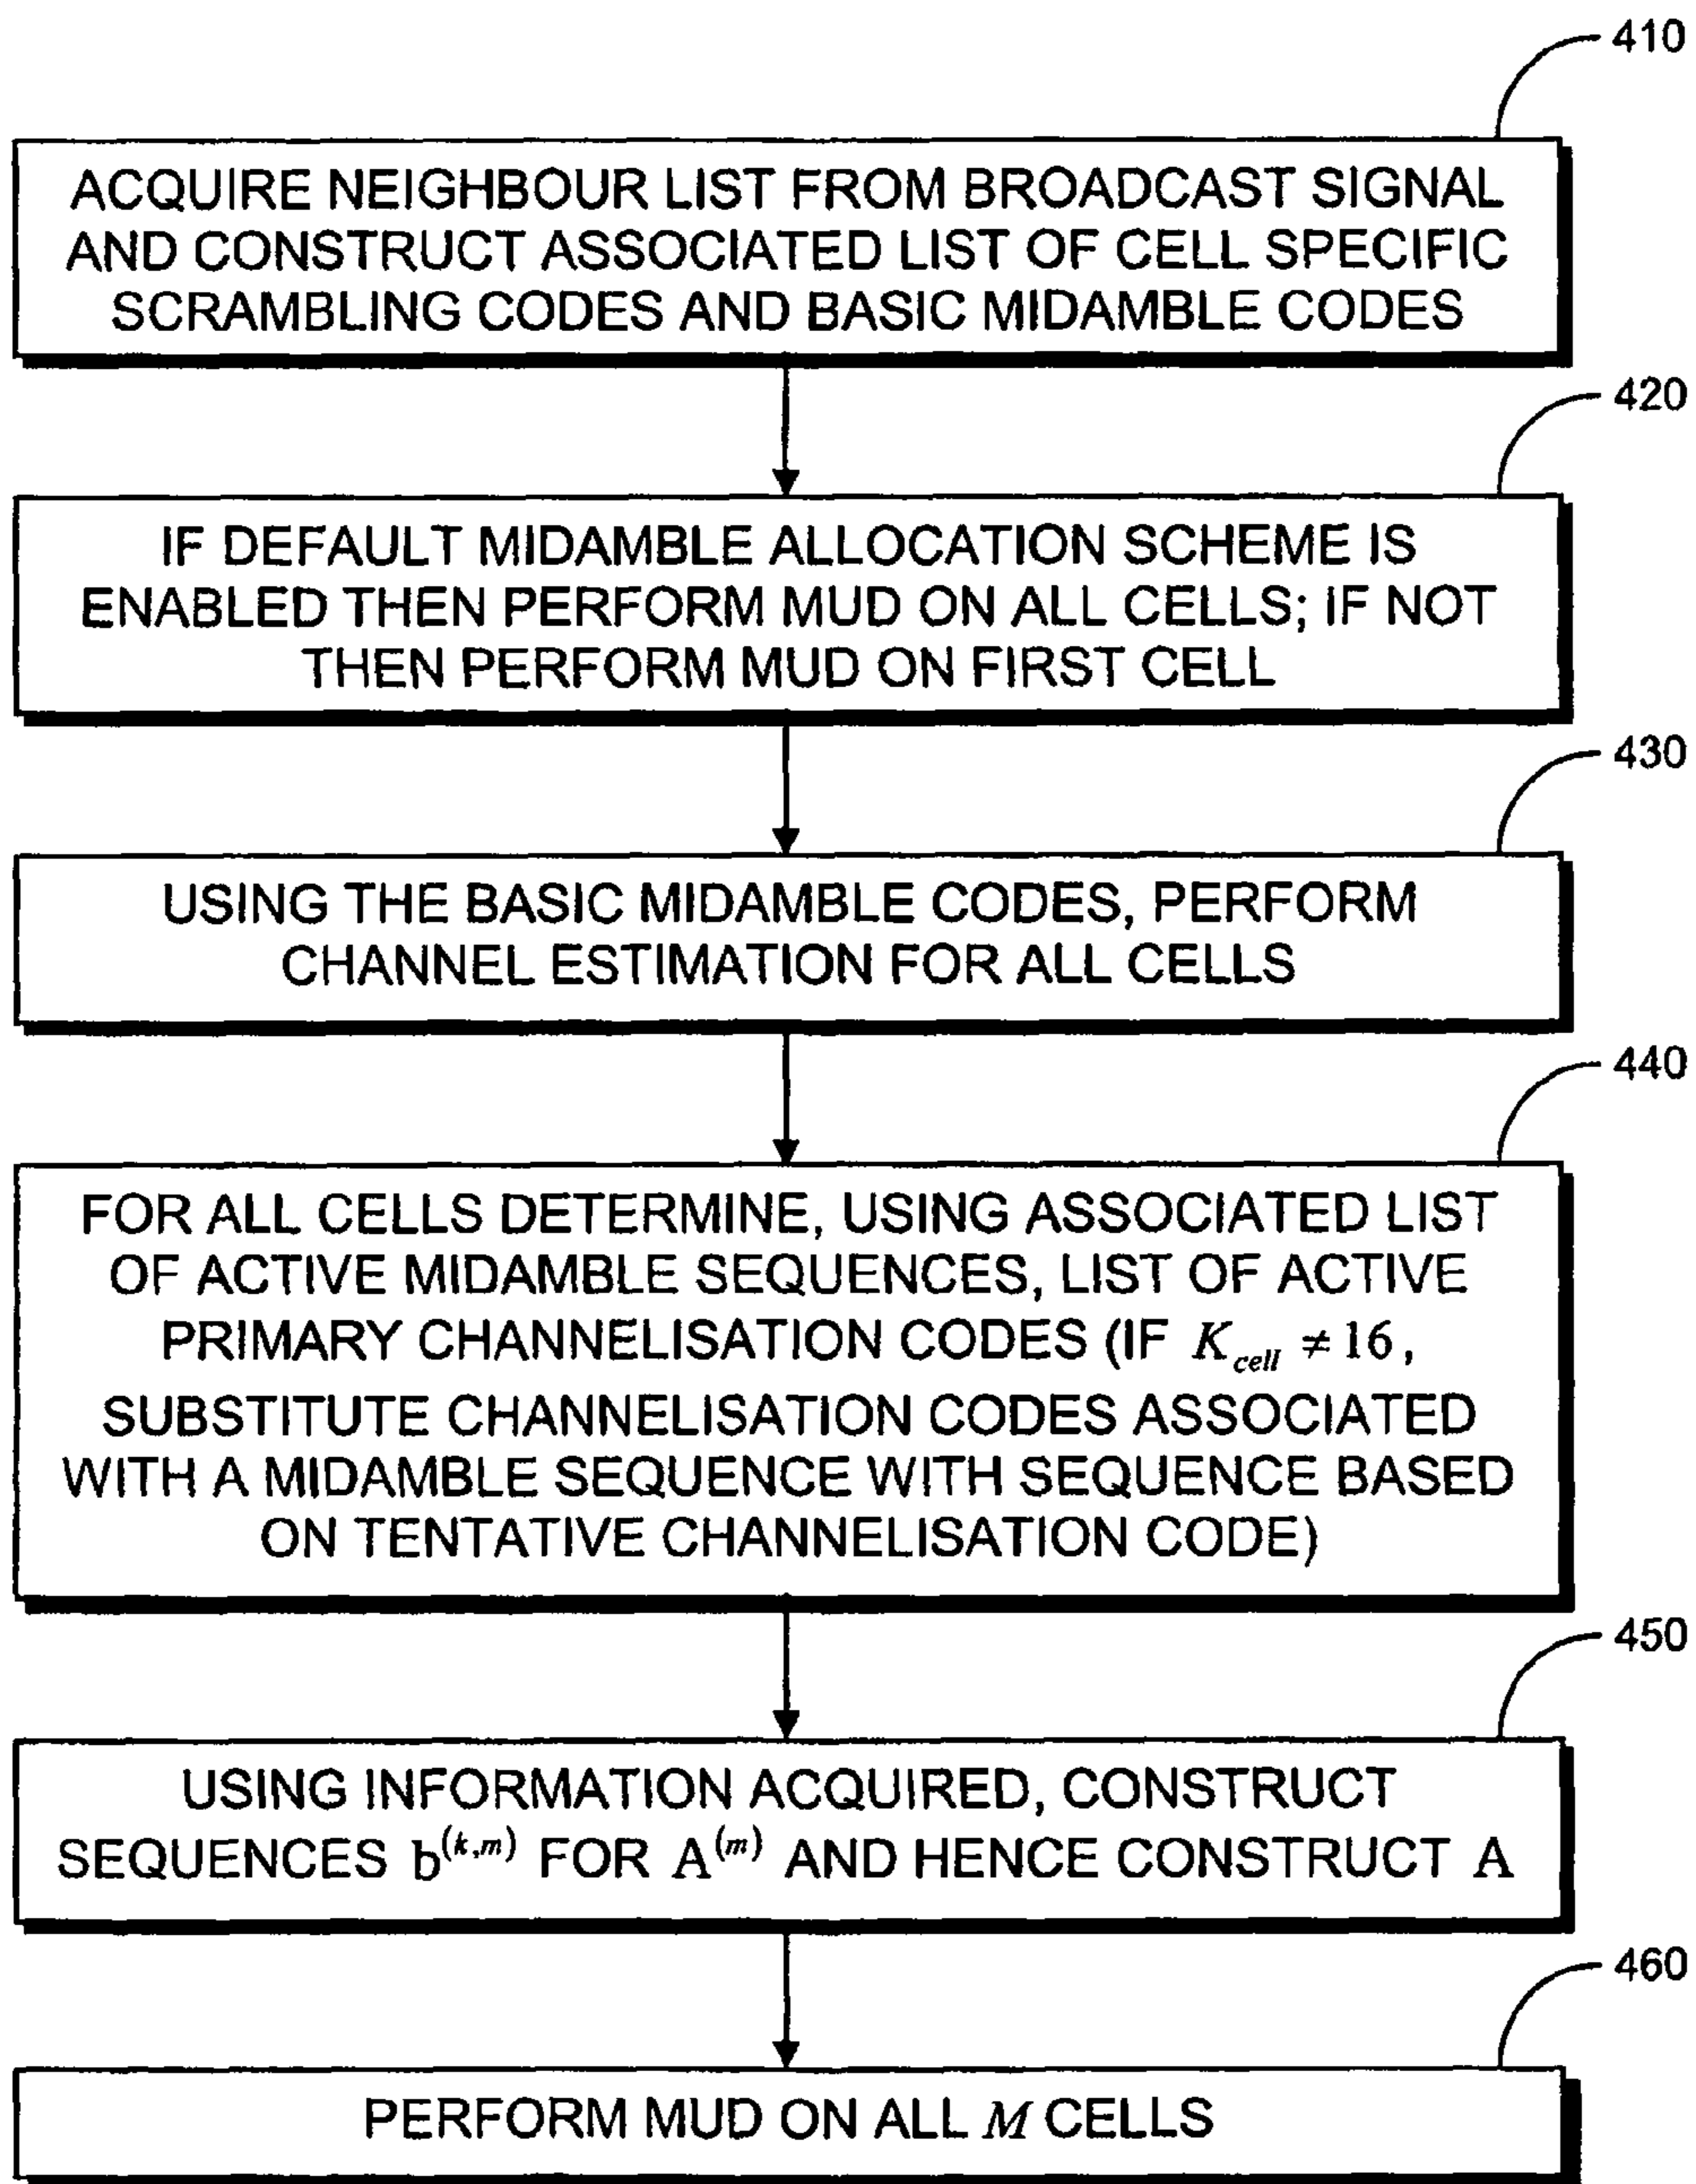 410
ACQUIRE NEIGHBOUR LIST FROM BROADCAST SIGNAL
AND CONSTRUCT ASSOCIATED LIST OF CELL SPECIFIC
SCRAMBLING CODES AND BASIC MIDAMBLE CODES
420
IF DEFAULT MIDAMBLE ALLOCATION SCHEME IS
ENABLED THEN PERFORM MUD ON ALL CELLS; IF NOT
THEN PERFORM MUD ON FIRST CELL
430
USING THE BASIC MIDAMBLE CODES, PERFORM
CHANNEL ESTIMATION FOR ALL CELLS
440
FOR ALL CELLS DETERMINE, USING ASSOCIATED LIST
OF ACTIVE MIDAMBLE SEQUENCES, LIST OF ACTIVE
PRIMARY CHANNELISATION CODES (IF K_cell ≠ 16,
SUBSTITUTE CHANNELISATION CODES ASSOCIATED
WITH A MIDAMBLE SEQUENCE WITH SEQUENCE BASED
ON TENTATIVE CHANNELISATION CODE)
450
USING INFORMATION ACQUIRED, CONSTRUCT
SEQUENCES b^(k,m) FOR A^(m) AND HENCE CONSTRUCT A
460
PERFORM MUD ON ALL M CELLS